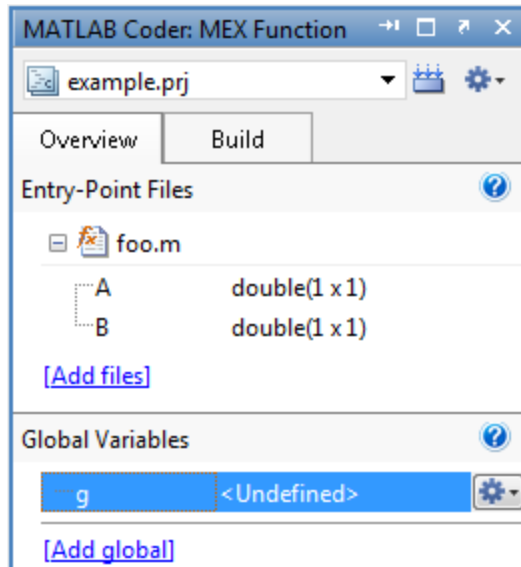 MATLAB Coder: MEX Function
example.prj
Overview Build
Entry-Point Files
foo.m
A double(1 x 1)
B double(1 x 1)
[Add files]
Global Variables
g <Undefined>
[Add global]